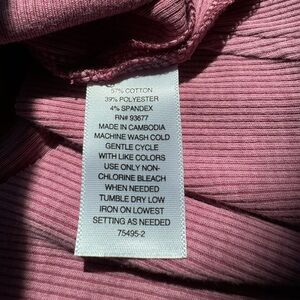 57% COTTON
39% POLYESTER
4% SPANDEX
RN# 93677
MADE IN CAMBODIA
MACHINE WASH COLD
GENTLE CYCLE
WITH LIKE COLORS
USE ONLY NON-
CHLORINE BLEACH
WHEN NEEDED
TUMBLE DRY LOW
IRON ON LOWEST
SETTING AS NEEDED
75495-2